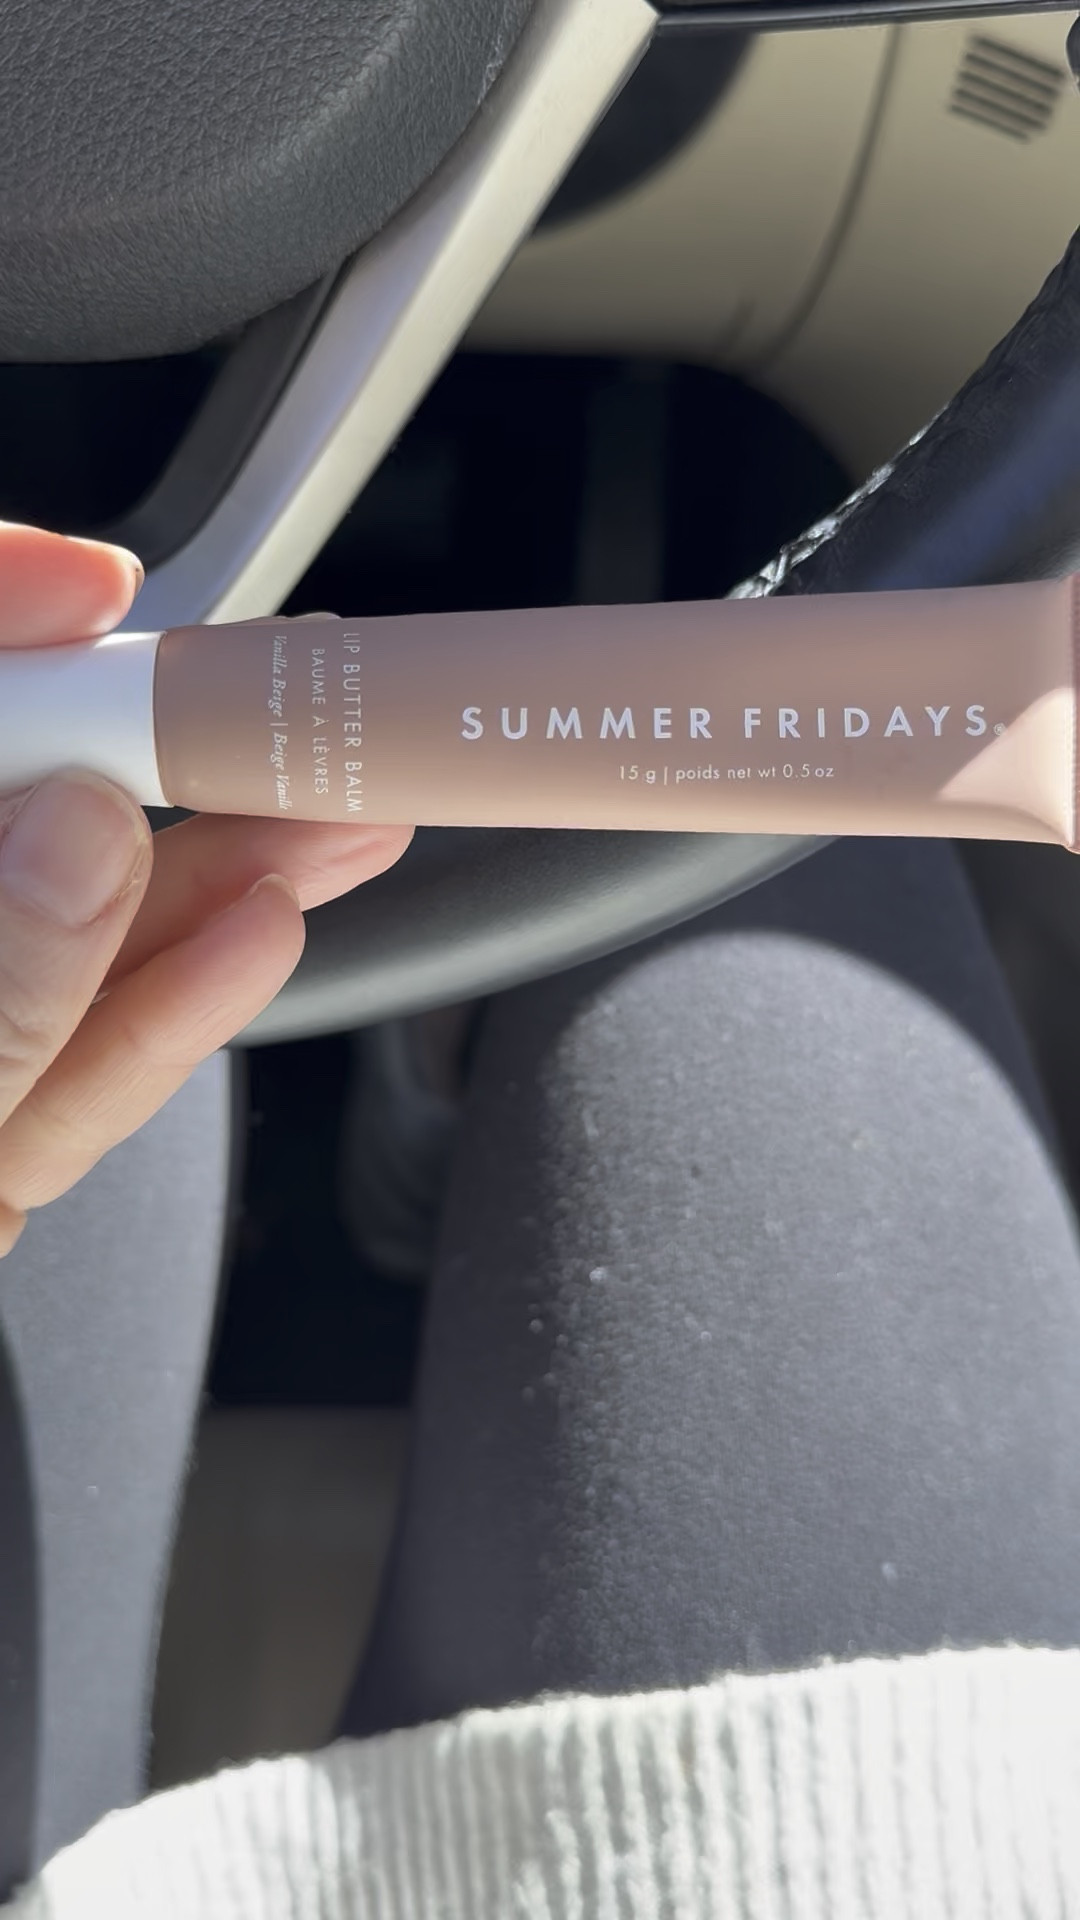 SUMMER FRIDAYS®
15 g | poids net wt 0.5 oz
LIP BUTTER BALM
BAUME À LÈVRES
Vanilla Beige | Beige Vanille